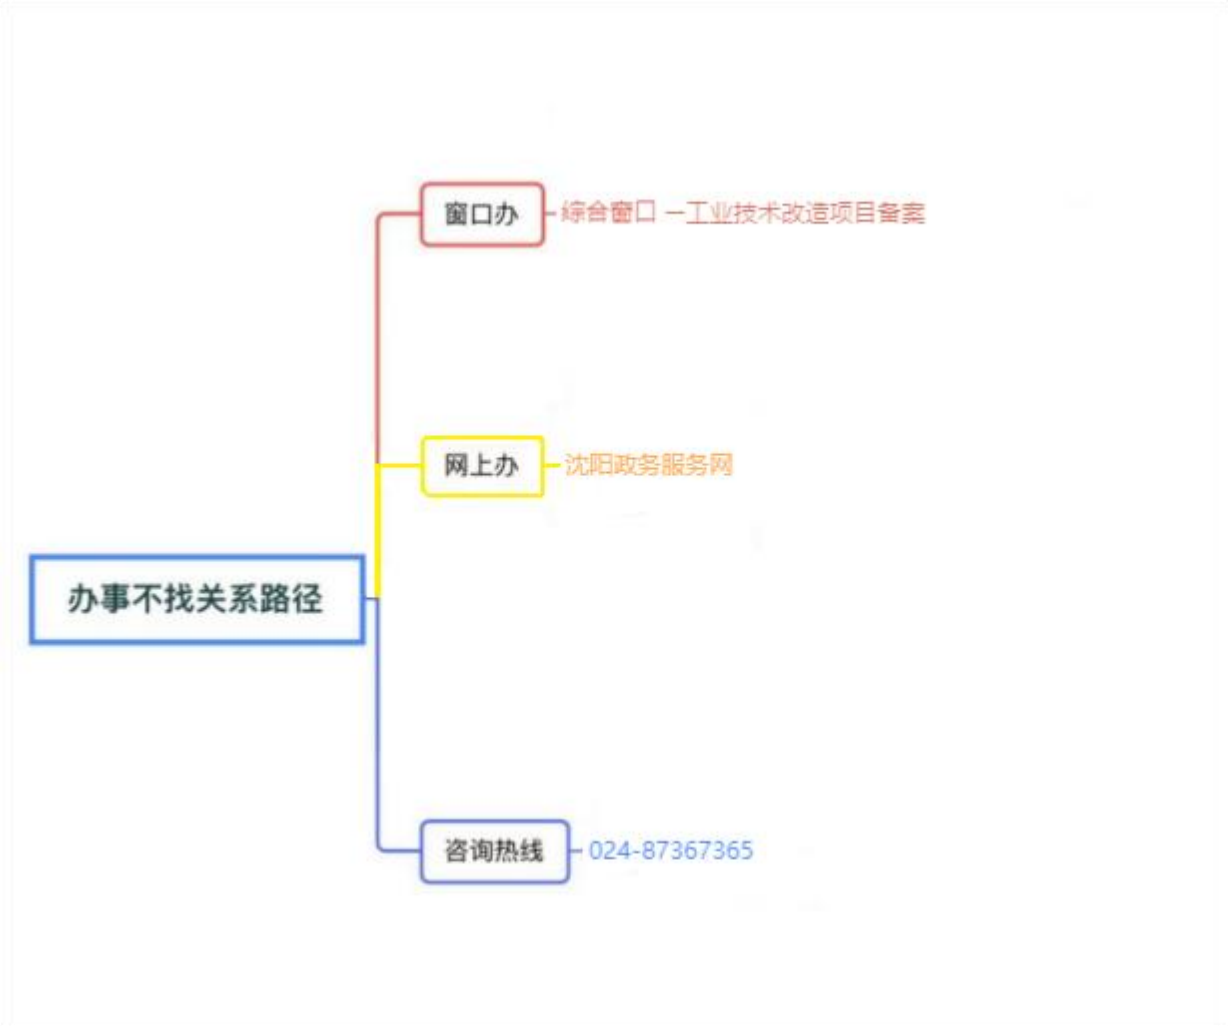 窗口办
综合窗口 —工业技术改造项目备案
网上办
沈阳政务服务网
办事不找关系路径
咨询热线
024-87367365